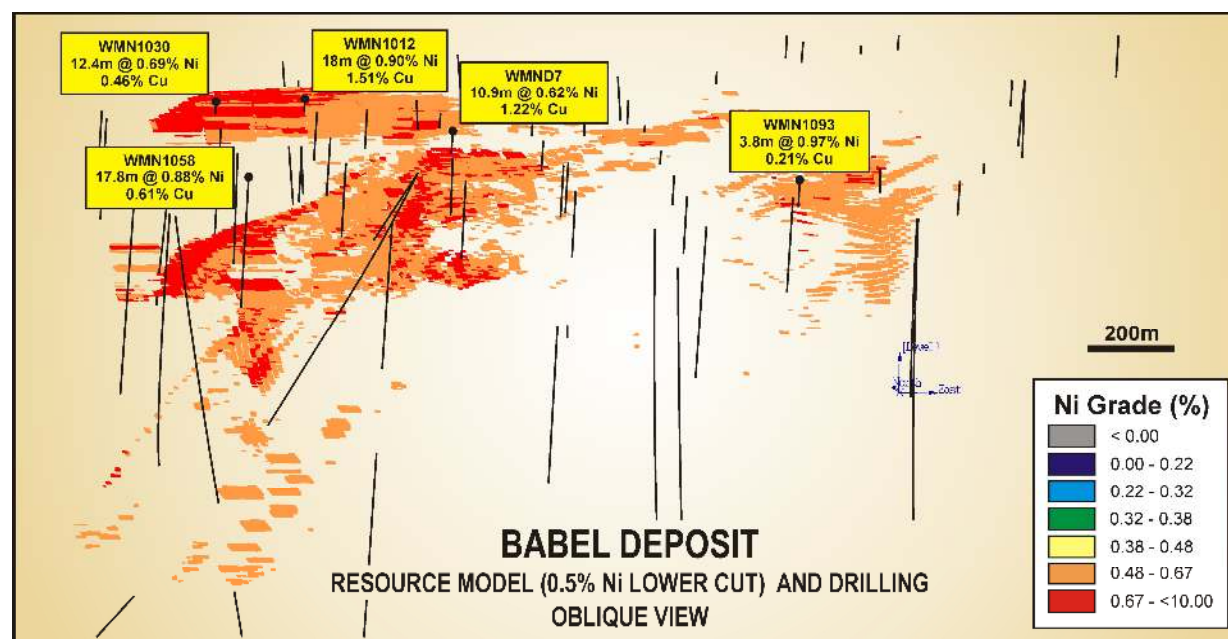 WMN1030
12.4m @ 0.69% Ni
0.46% Cu
WMN1012
18m @ 0.90% Ni
1.51% Cu
WMND7
10.9m @ 0.62% Ni
1.22% Cu
WMN1093
3.8m @ 0.97% Ni
0.21% Cu
WMN1058
17.8m @ 0.88% Ni
0.61% Cu
200m
Ni Grade (%)
< 0.00
0.00 - 0.22
0.22 - 0.32
0.32 - 0.38
0.38 - 0.48
0.48 - 0.67
0.67 - <10.00
BABEL DEPOSIT
RESOURCE MODEL (0.5% Ni LOWER CUT) AND DRILLING
OBLIQUE VIEW